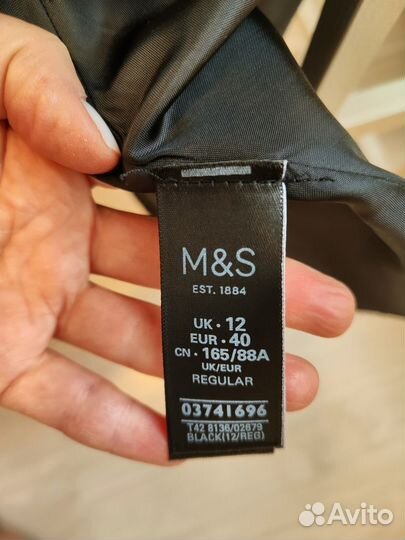 M&S
EST. 1884
UK · 12
EUR · 40
CN · 165/88A
UK/EUR
REGULAR
03741696
T42 8136/02679
BLACK(12/REG)
Avito